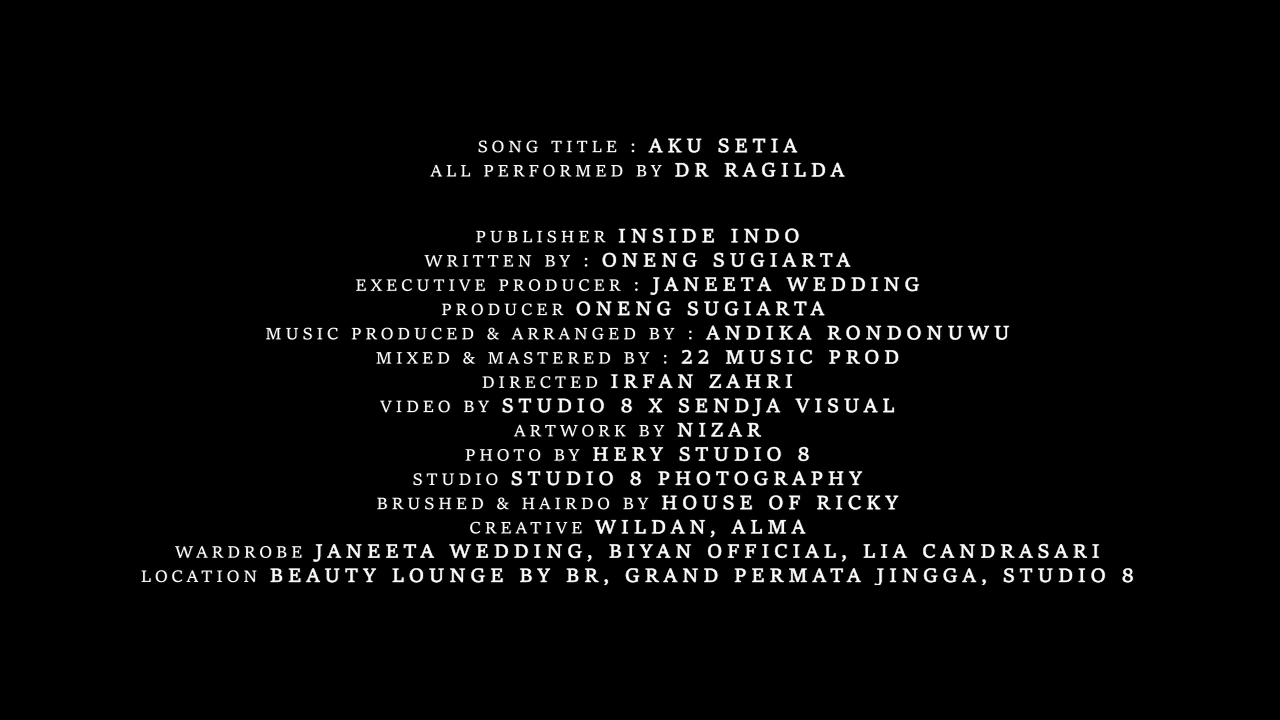 SONG TITLE : AKU SETIA
ALL PERFORMED BY DR RAGILDA
PUBLISHER INSIDE INDO
WRITTEN BY : ONENG SUGIARTA
EXECUTIVE PRODUCER : JANEETA WEDDING
PRODUCER ONENG SUGIARTA
MUSIC PRODUCED & ARRANGED BY : ANDIKA RONDONUWU
MIXED & MASTERED BY : 22 MUSIC PROD
DIRECTED IRFAN ZAHRI
VIDEO BY STUDIO 8 X SENDJA VISUAL
ARTWORK BY NIZAR
PHOTO BY HERY STUDIO 8
STUDIO STUDIO 8 PHOTOGRAPHY
BRUSHED & HAIRDO BY HOUSE OF RICKY
CREATIVE WILDAN, ALMA
WARDROBE JANEETA WEDDING, BIYAN OFFICIAL, LIA CANDRASARI
LOCATION BEAUTY LOUNGE BY BR, GRAND PERMATA JINGGA, STUDIO 8